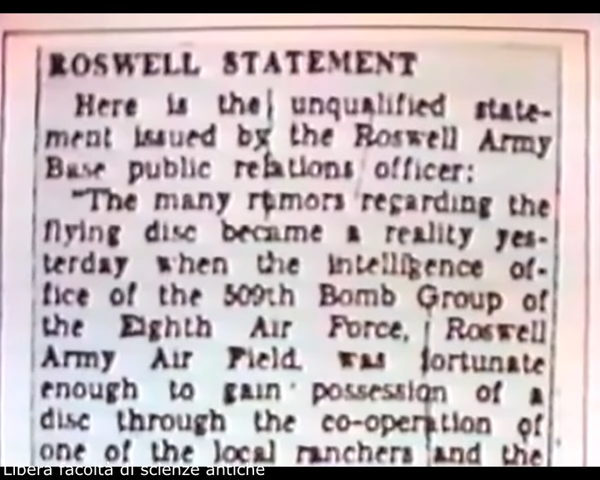 ROSWELL STATEMENT
Here is the unqualified state-
ment issued by the Roswell Army
Base public relations officer:
"The many rumors regarding the
flying disc became a reality yes-
terday when the intelligence of-
fice of the 509th Bomb Group of
the Eighth Air Force, Roswell
Army Air Field, was fortunate
enough to gain possession of a
disc through the co-operation of
one of the local ranchers and the
Libera facoltà di scienze antiche